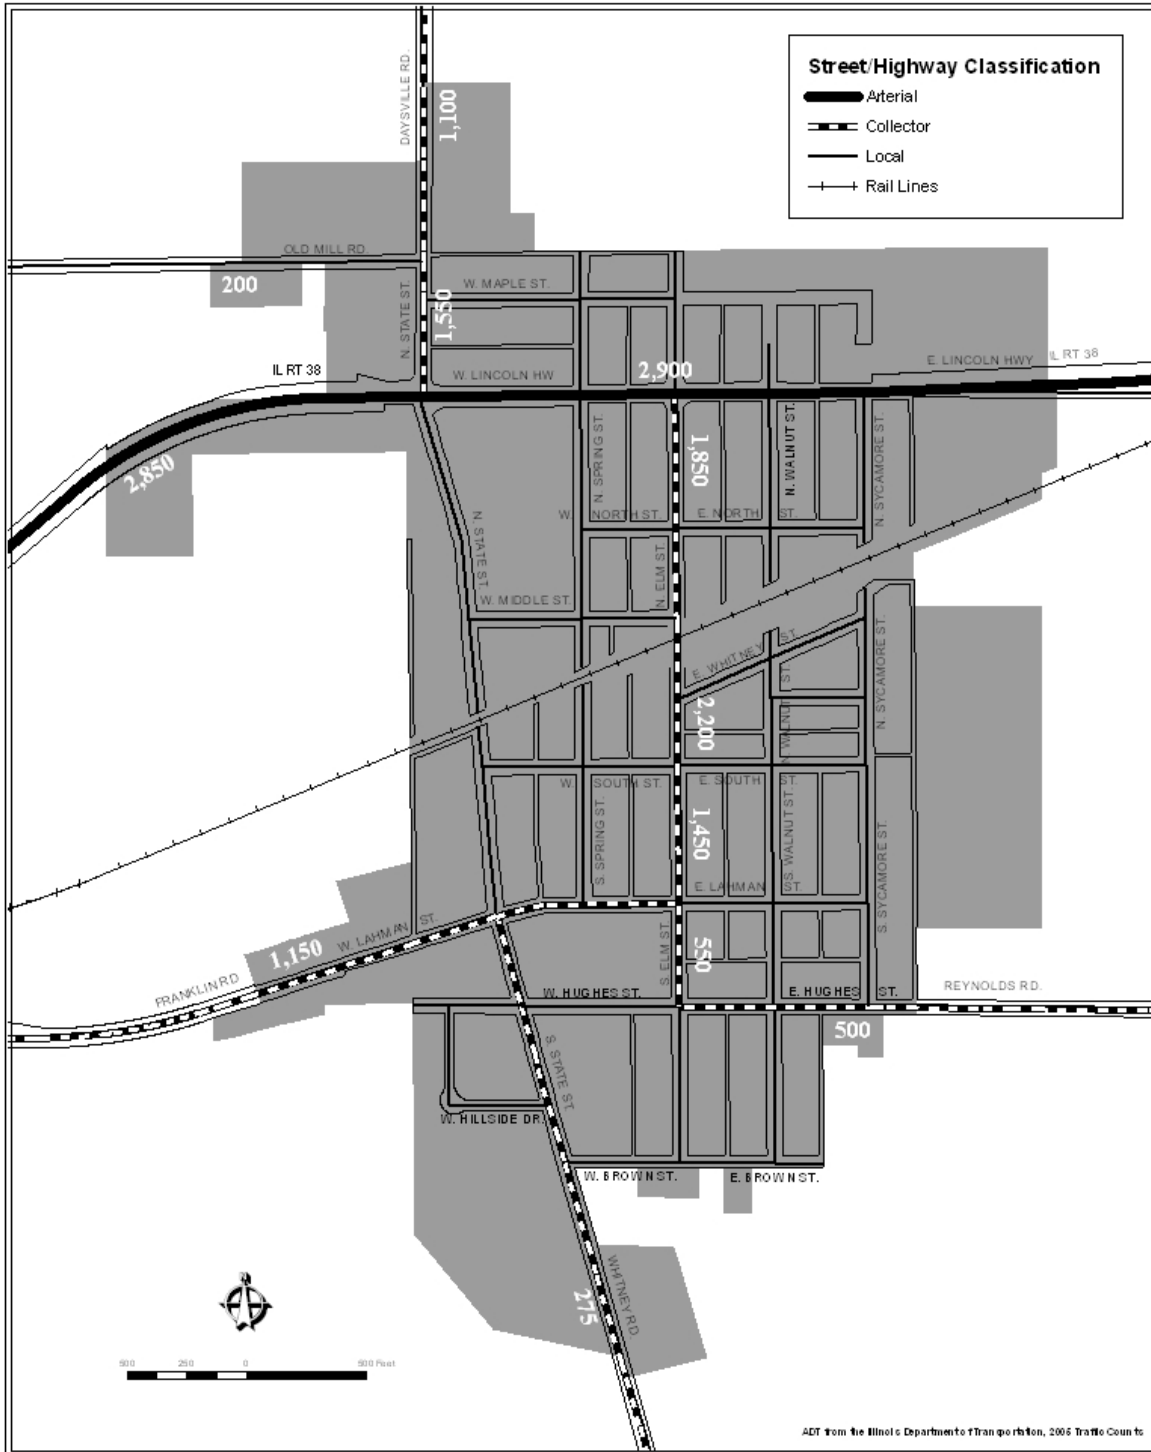 Street/Highway Classification
Arterial
Collector
Local
Rail Lines
DAYSVILLE RD.
1,100
OLD MILL RD.
200
N. STATE ST.
1,550
W. MAPLE ST.
IL RT 38
W. LINCOLN HW
2,900
E. LINCOLN HWY
IL RT 38
2,850
N. SPRING ST.
1,850
N. WALNUT ST.
N. SYCAMORE ST.
W. NORTH ST.
E. NORTH ST.
N. STATE ST.
N. ELM ST.
W. MIDDLE ST.
E. WHITNEY ST.
N. WALNUT ST.
N. SYCAMORE ST.
2,200
W. SOUTH ST.
E. SOUTH ST.
S. SPRING ST.
1,450
S. WALNUT ST.
S. SYCAMORE ST.
E. LAHMAN ST.
W. LAHMAN ST.
1,150
FRANKLIN RD
S. ELM ST.
550
W. HUGHES ST.
E. HUGHES ST.
REYNOLDS RD.
500
S. STATE ST
W. HILLSIDE DR.
W. BROWN ST.
E. BROWN ST.
WHITNEY RD.
275
N
500 250 0 500 Feet
ADT from the Illinois Department of Transportation, 2005 Traffic Counts